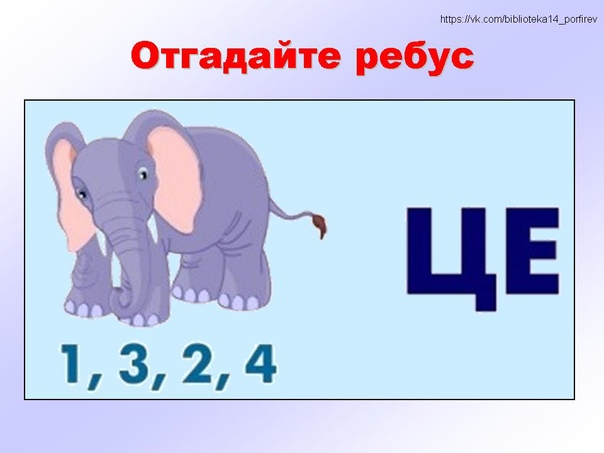 https://vk.com/biblioteka14_porfirev
Отгадайте ребус
ЦЕ
1, 3, 2, 4